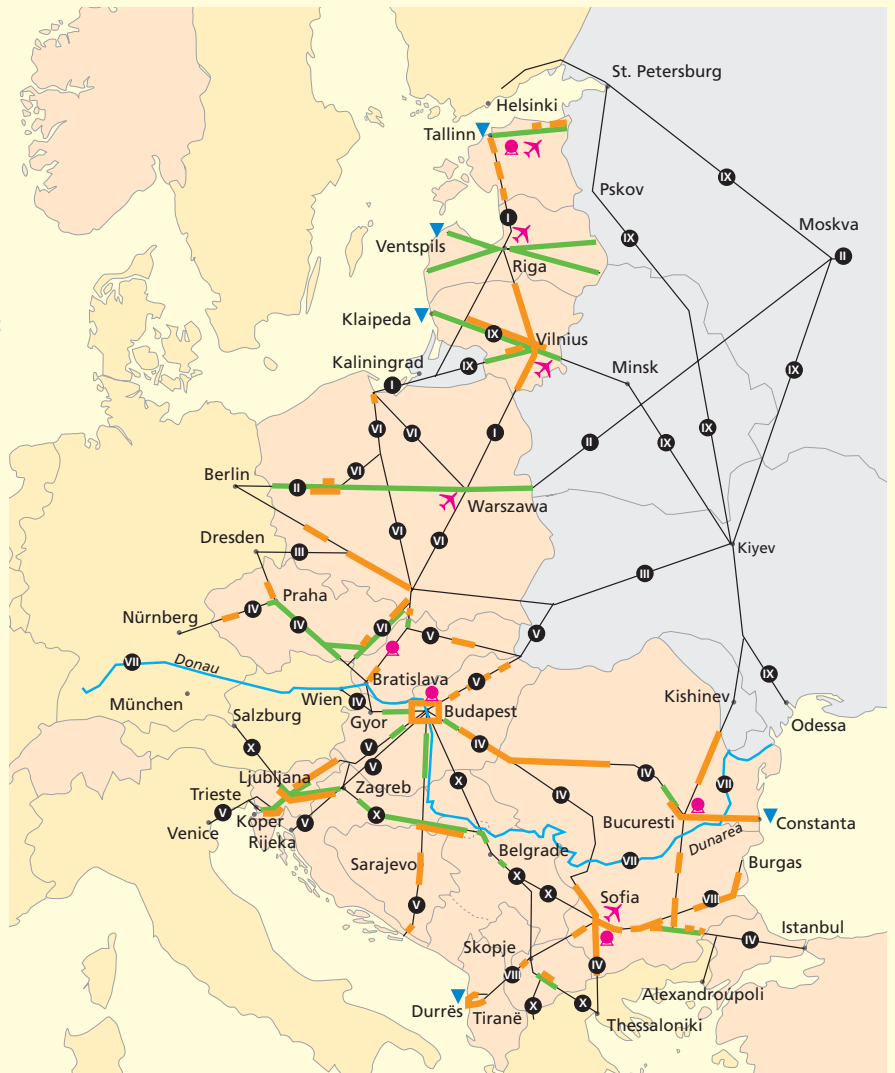 St. Petersburg
Helsinki
Tallinn
IX
Pskov
I
Moskva
Ventspils
IX
II
Riga
Klaipeda
IX
Vilnius
Kaliningrad
IX
Minsk
IX
I
VI
VI
I
II
IX
IX
Berlin
VI
II
Warszawa
Dresden
VI
VI
III
Kiyev
III
Praha
IV
Nürnberg
IV
VI
V
V
VII
Donau
IX
Bratislava
V
München
Wien
IV
Kishinev
Salzburg
Gyor
Budapest
Odessa
X
V
IV
V
IV
VII
Ljubljana
X
Trieste
Zagreb
IV
V
Koper
X
V
Bucuresti
Constanta
Venice
Rijeka
Dunarea
Belgrade
VII
Sarajevo
Burgas
X
X
Sofia
VIII
V
Istanbul
Skopje
IV
VIII
IV
Alexandroúpoli
Durrës
Tiranë
X
X
Thessaloniki